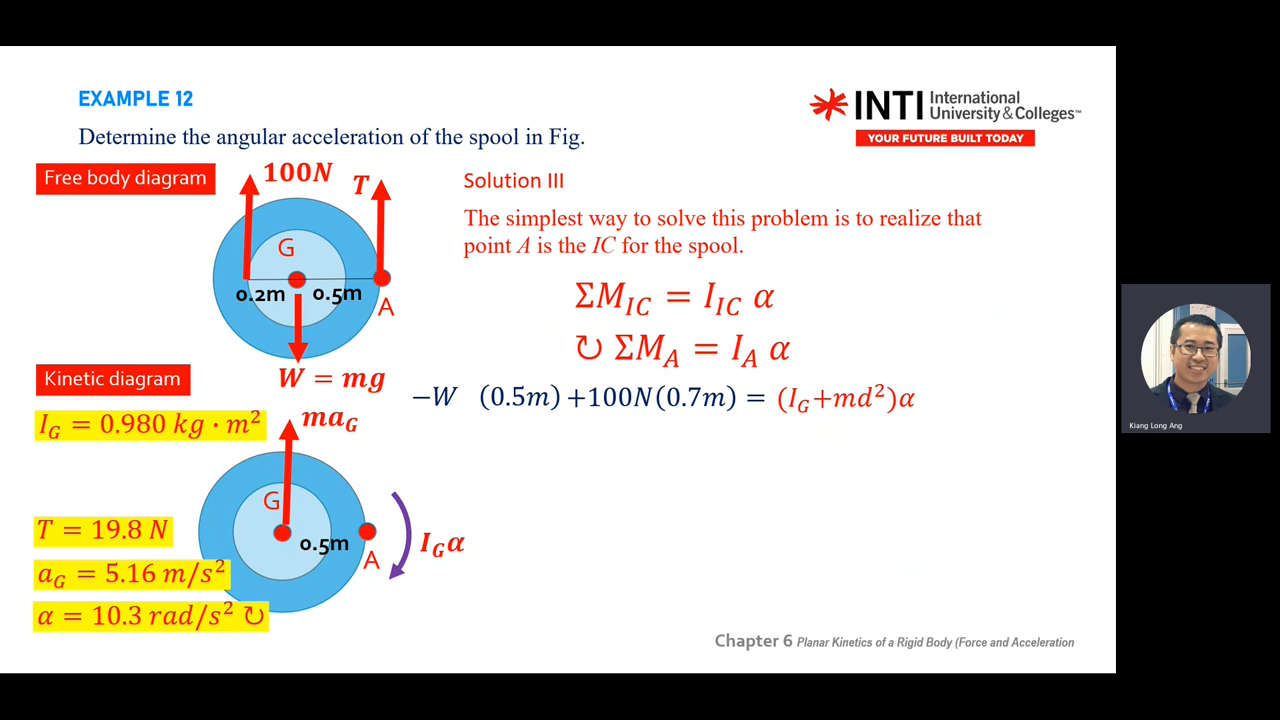 EXAMPLE 12
INTI International
University & Colleges™
YOUR FUTURE BUILT TODAY
Determine the angular acceleration of the spool in Fig.
Free body diagram
100N
T
G
0.2m
0.5m
A
W = mg
Solution III
The simplest way to solve this problem is to realize that
point A is the IC for the spool.
ΣM_IC = I_IC α
↻ ΣM_A = I_A α
−W (0.5m) +100N(0.7m) = (I_G+md²)α
Kinetic diagram
I_G = 0.980 kg · m²
ma_G
G
0.5m
A
I_Gα
T = 19.8 N
a_G = 5.16 m/s²
α = 10.3 rad/s² ↻
Kiang Long Ang
Chapter 6 Planar Kinetics of a Rigid Body (Force and Acceleration